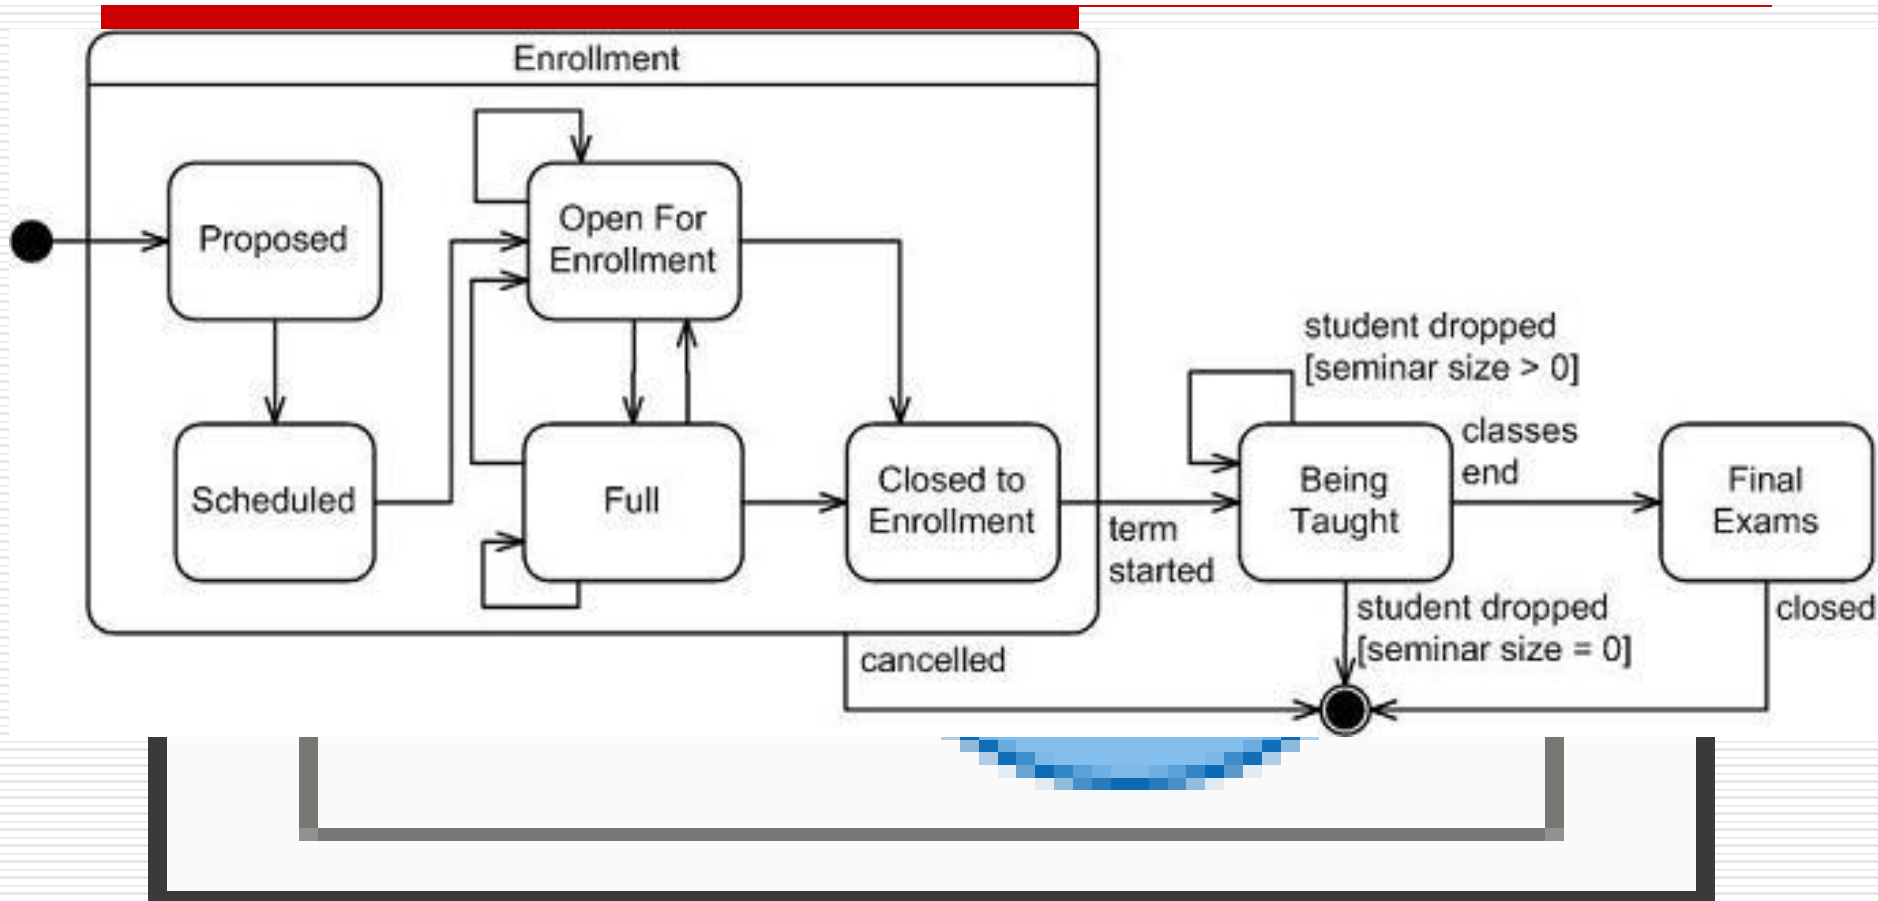 Enrollment
Proposed
Open For
Enrollment
Scheduled
Full
Closed to
Enrollment
term
started
student dropped
[seminar size > 0]
Being
Taught
classes
end
Final
Exams
student dropped
[seminar size = 0]
closed
cancelled